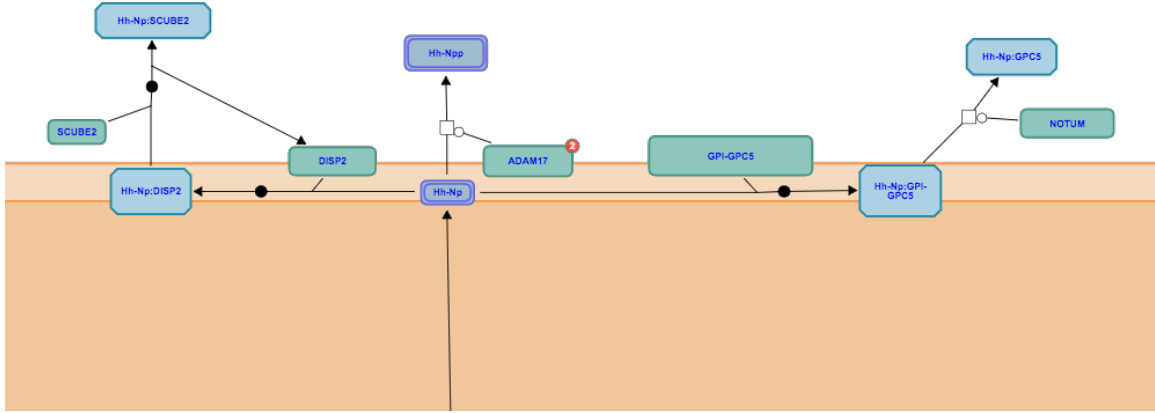 Hh-Np:SCUBE2
Hh-Npp
Hh-Np:GPC5
SCUBE2
NOTUM
DISP2
ADAM17
2
GPI-GPC5
Hh-Np:DISP2
Hh-Np
Hh-Np:GPI-
GPC5